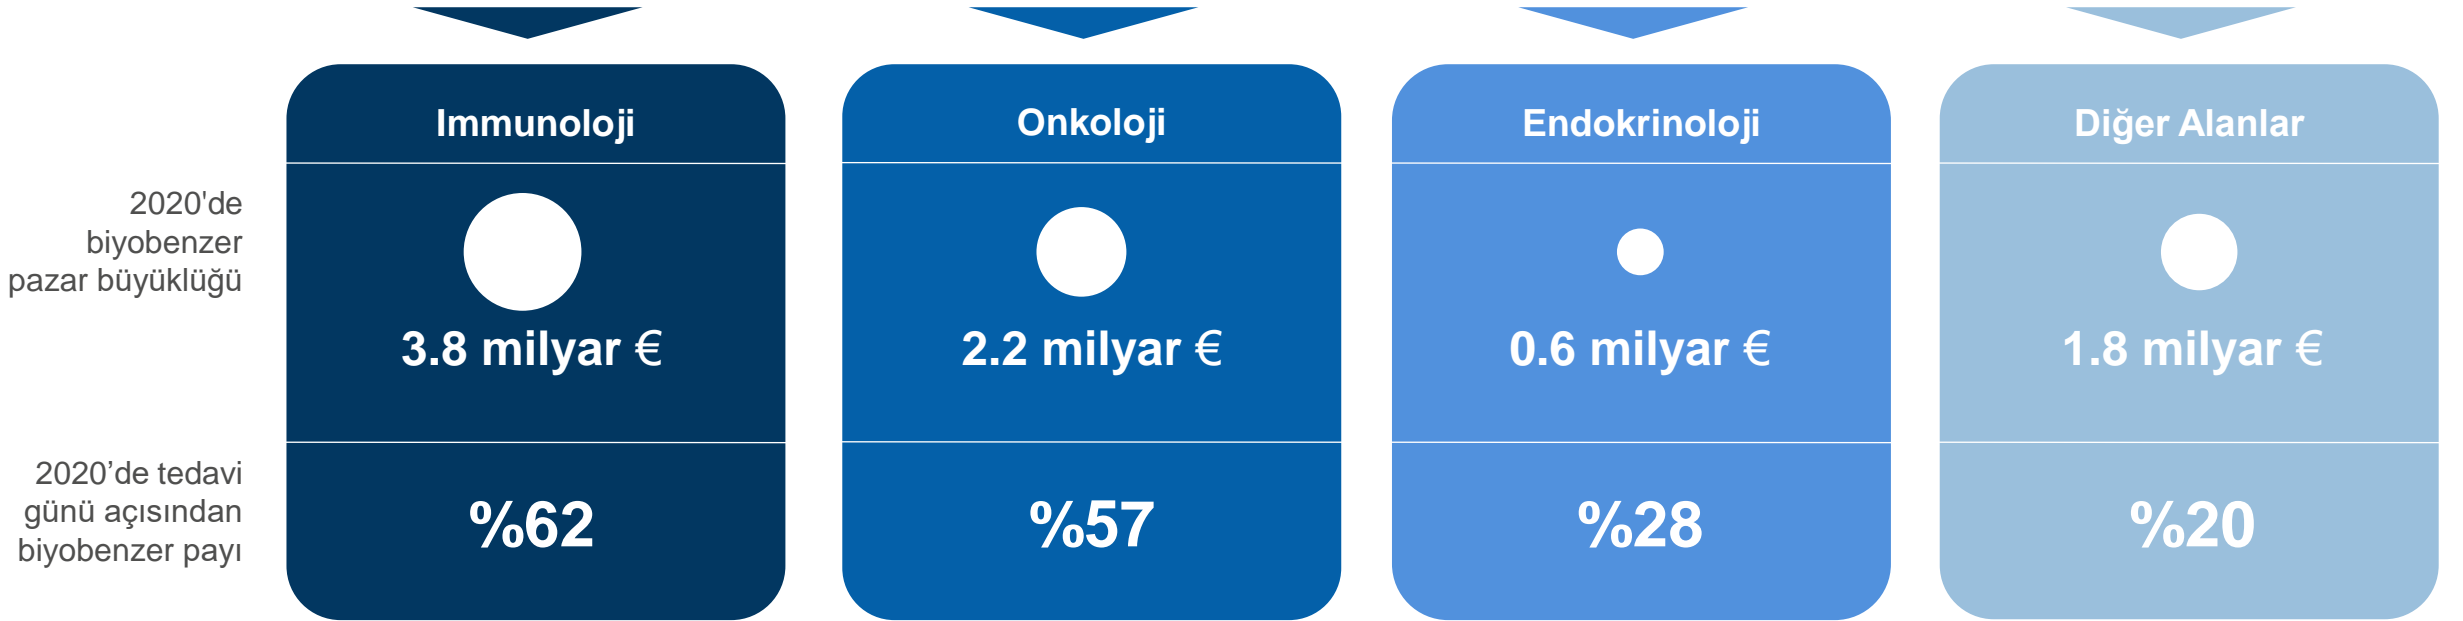 Immunoloji
Onkoloji
Endokrinoloji
Diğer Alanlar
2020'de
biyobenzer
pazar büyüklüğü
3.8 milyar €
2.2 milyar €
0.6 milyar €
1.8 milyar €
2020’de tedavi
günü açısından
biyobenzer payı
%62
%57
%28
%20